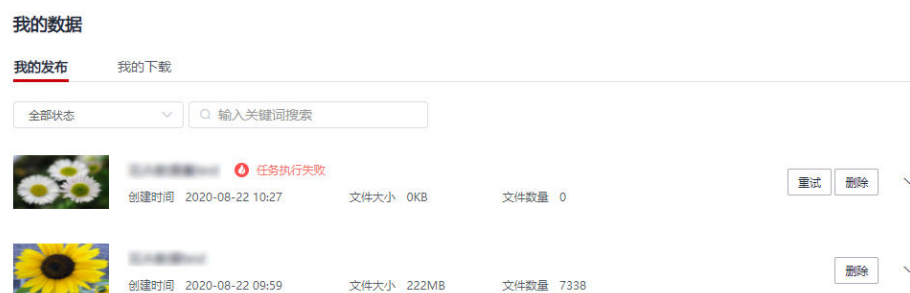 我的数据
我的发布 我的下载
全部状态 输入关键词搜索
任务执行失败
创建时间 2020-08-22 10:27 文件大小 0KB 文件数量 0 重试 删除
创建时间 2020-08-22 09:59 文件大小 222MB 文件数量 7338 删除